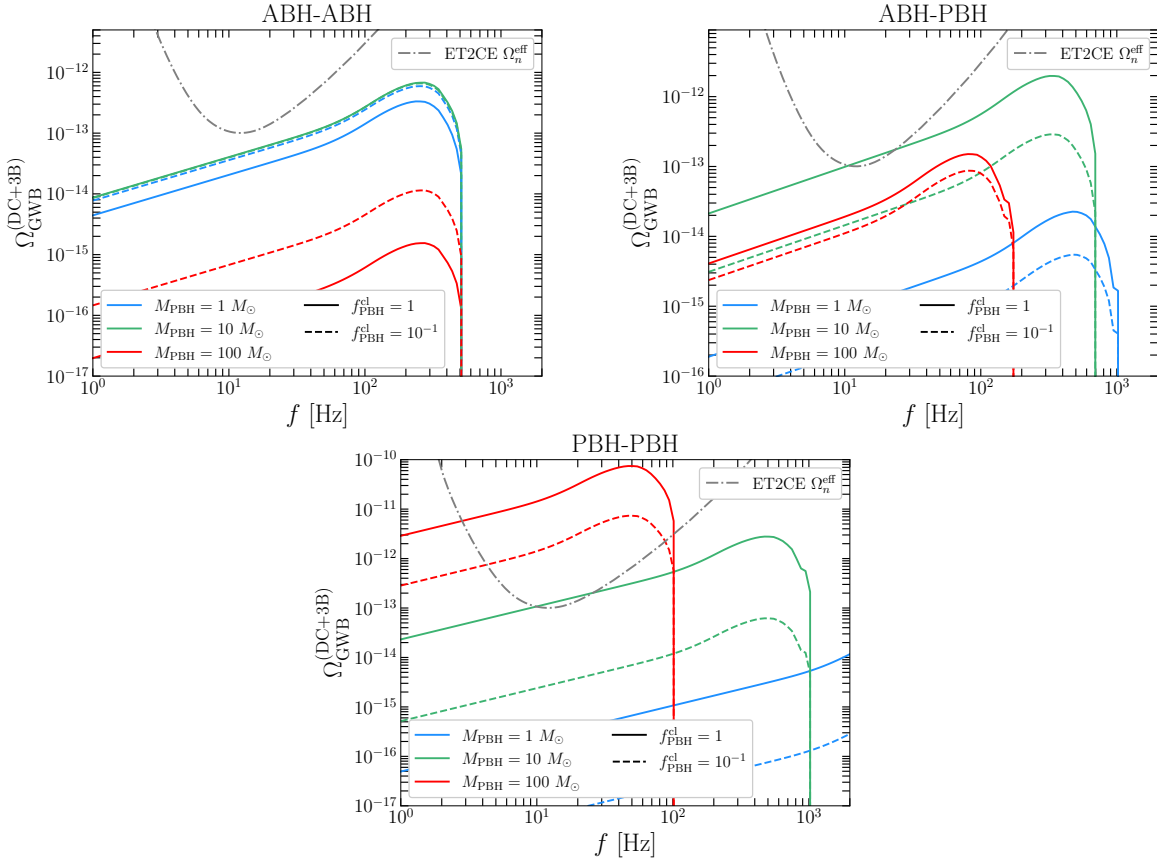 ABH-ABH
ET2CE Ω_n^eff
Ω_GWB^(DC+3B)
10^-12
10^-13
10^-14
10^-15
10^-16
10^-17
M_PBH = 1 M_⊙
M_PBH = 10 M_⊙
M_PBH = 100 M_⊙
f_PBH^cl = 1
f_PBH^cl = 10^-1
10^0 10^1 10^2 10^3
f [Hz]
ABH-PBH
ET2CE Ω_n^eff
Ω_GWB^(DC+3B)
10^-12
10^-13
10^-14
10^-15
10^-16
M_PBH = 1 M_⊙
M_PBH = 10 M_⊙
M_PBH = 100 M_⊙
f_PBH^cl = 1
f_PBH^cl = 10^-1
10^0 10^1 10^2 10^3
f [Hz]
PBH-PBH
ET2CE Ω_n^eff
Ω_GWB^(DC+3B)
10^-10
10^-11
10^-12
10^-13
10^-14
10^-15
10^-16
10^-17
M_PBH = 1 M_⊙
M_PBH = 10 M_⊙
M_PBH = 100 M_⊙
f_PBH^cl = 1
f_PBH^cl = 10^-1
10^0 10^1 10^2 10^3
f [Hz]